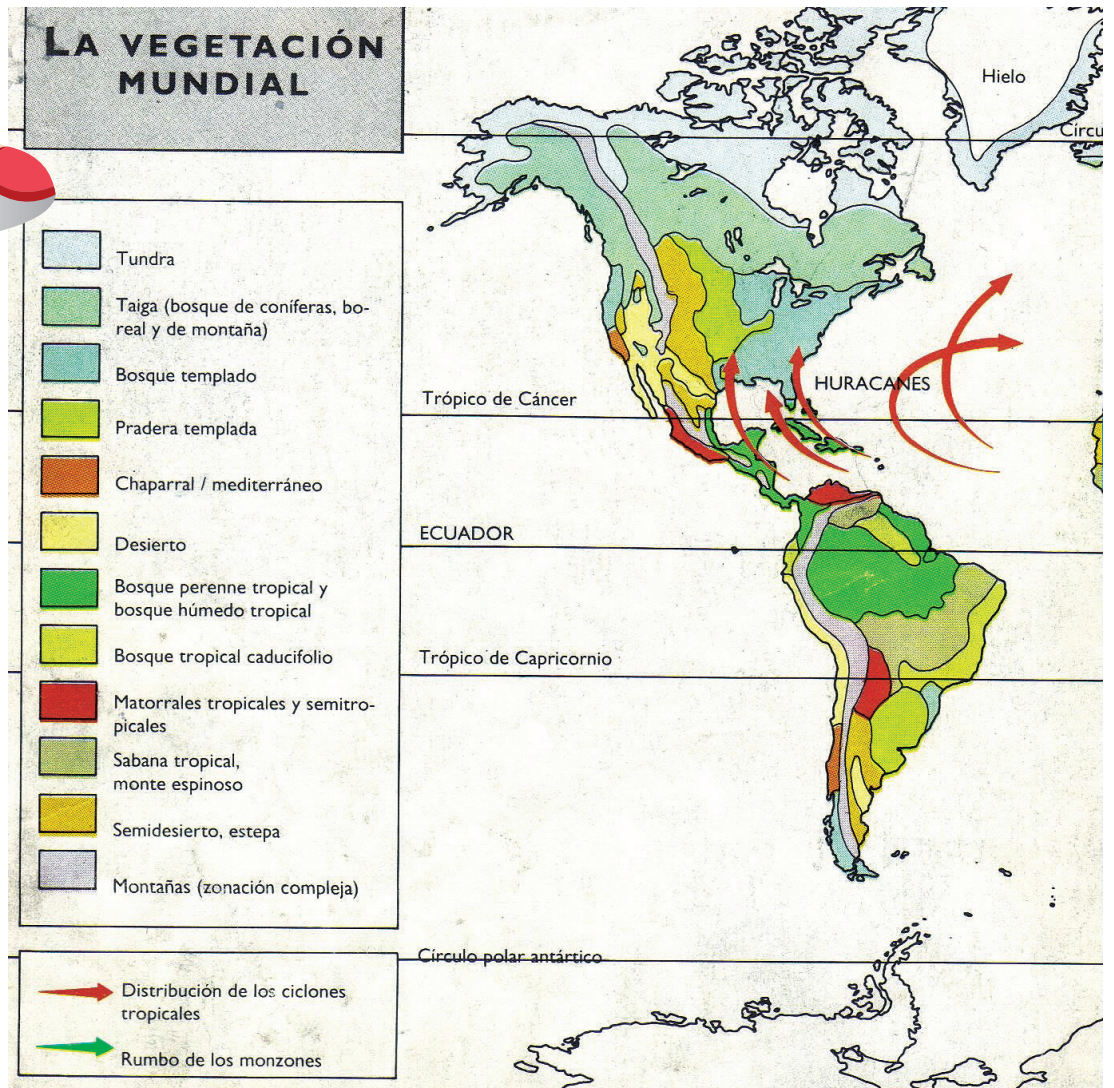 LA VEGETACIÓN
MUNDIAL
Hielo
Círcu
Tundra
Taiga (bosque de coníferas, bo-
real y de montaña)
Bosque templado
Pradera templada
Chaparral / mediterráneo
Desierto
Bosque perenne tropical y
bosque húmedo tropical
Bosque tropical caducifolio
Matorrales tropicales y semitro-
picales
Sabana tropical,
monte espinoso
Semidesierto, estepa
Montañas (zonación compleja)
HURACANES
Trópico de Cáncer
ECUADOR
Trópico de Capricornio
Círculo polar antártico
Distribución de los ciclones
tropicales
Rumbo de los monzones